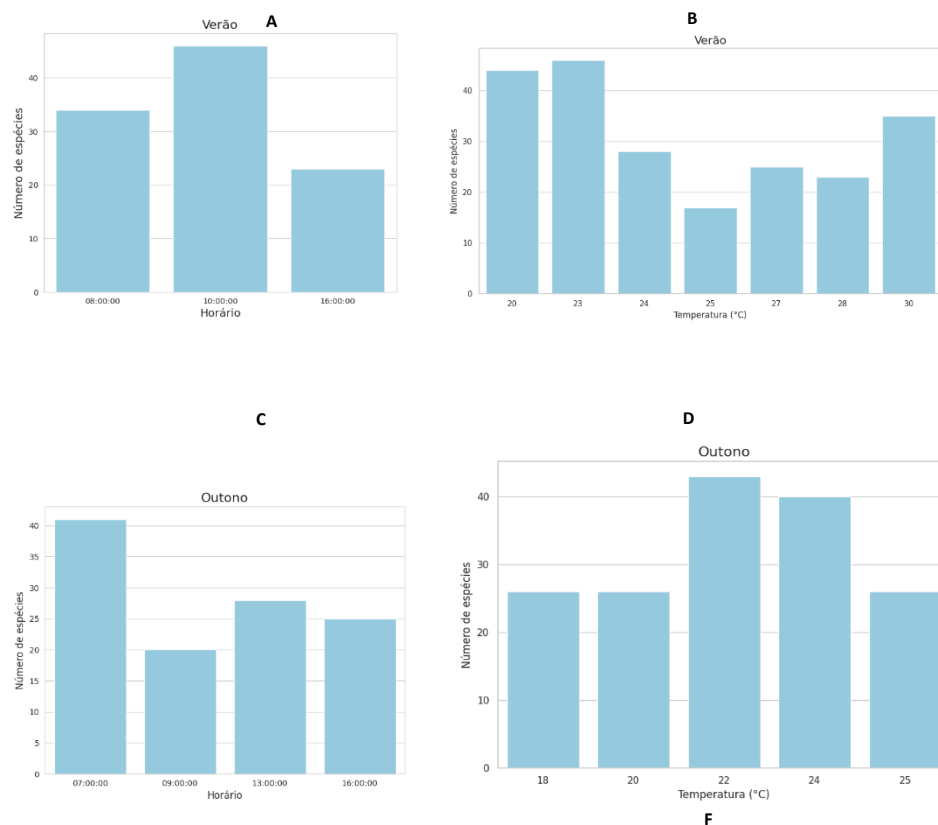 A
Verão
Número de espécies
40
30
20
10
0
08:00:00 10:00:00 16:00:00
Horário
B
Verão
Número de espécies
40
30
20
10
0
20 23 24 25 27 28 30
Temperatura (°C)
C
Outono
Número de espécies
40
35
30
25
20
15
10
5
0
07:00:00 09:00:00 13:00:00 16:00:00
Horário
D
Outono
Número de espécies
40
30
20
10
0
18 20 22 24 25
Temperatura (°C)
F